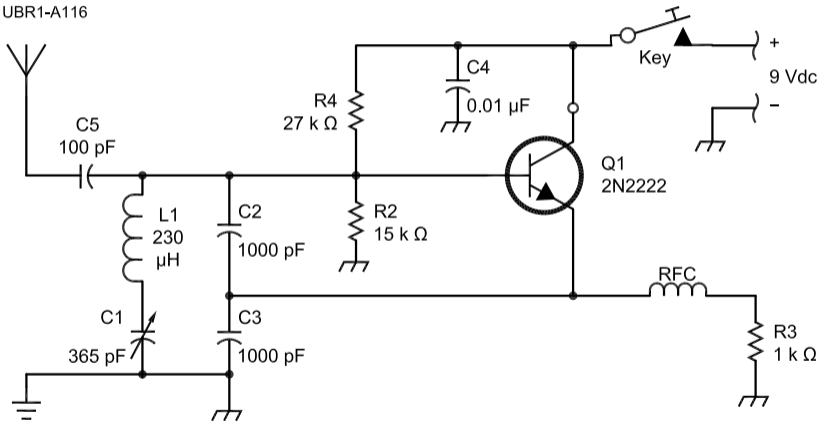 UBR1-A116
C5
100 pF
L1
230
µH
C1
365 pF
C2
1000 pF
C3
1000 pF
R4
27 k Ω
R2
15 k Ω
C4
0.01 µF
Q1
2N2222
Key
+
9 Vdc
−
RFC
R3
1 k Ω